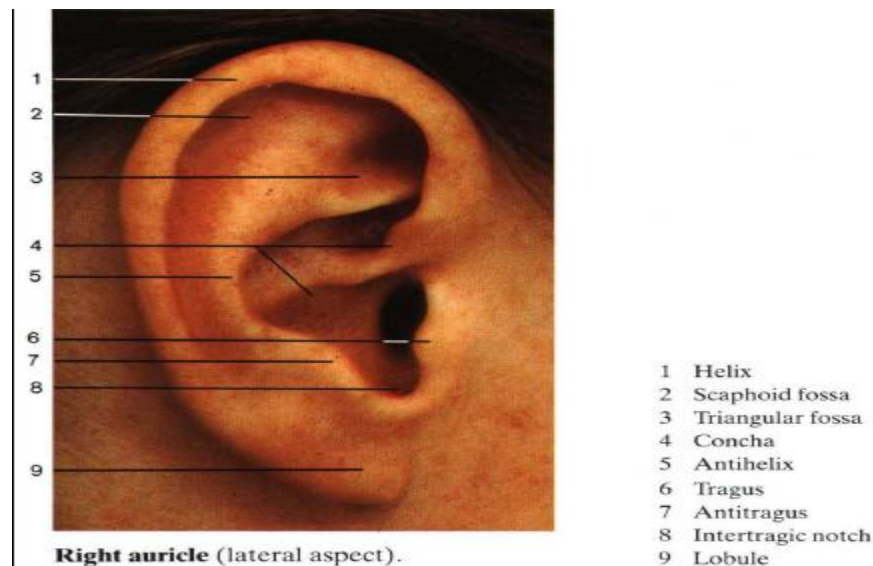 1
2
3
4
5
6
7
8
9
1 Helix
2 Scaphoid fossa
3 Triangular fossa
4 Concha
5 Antihelix
6 Tragus
7 Antitragus
8 Intertragic notch
9 Lobule
Right auricle (lateral aspect).